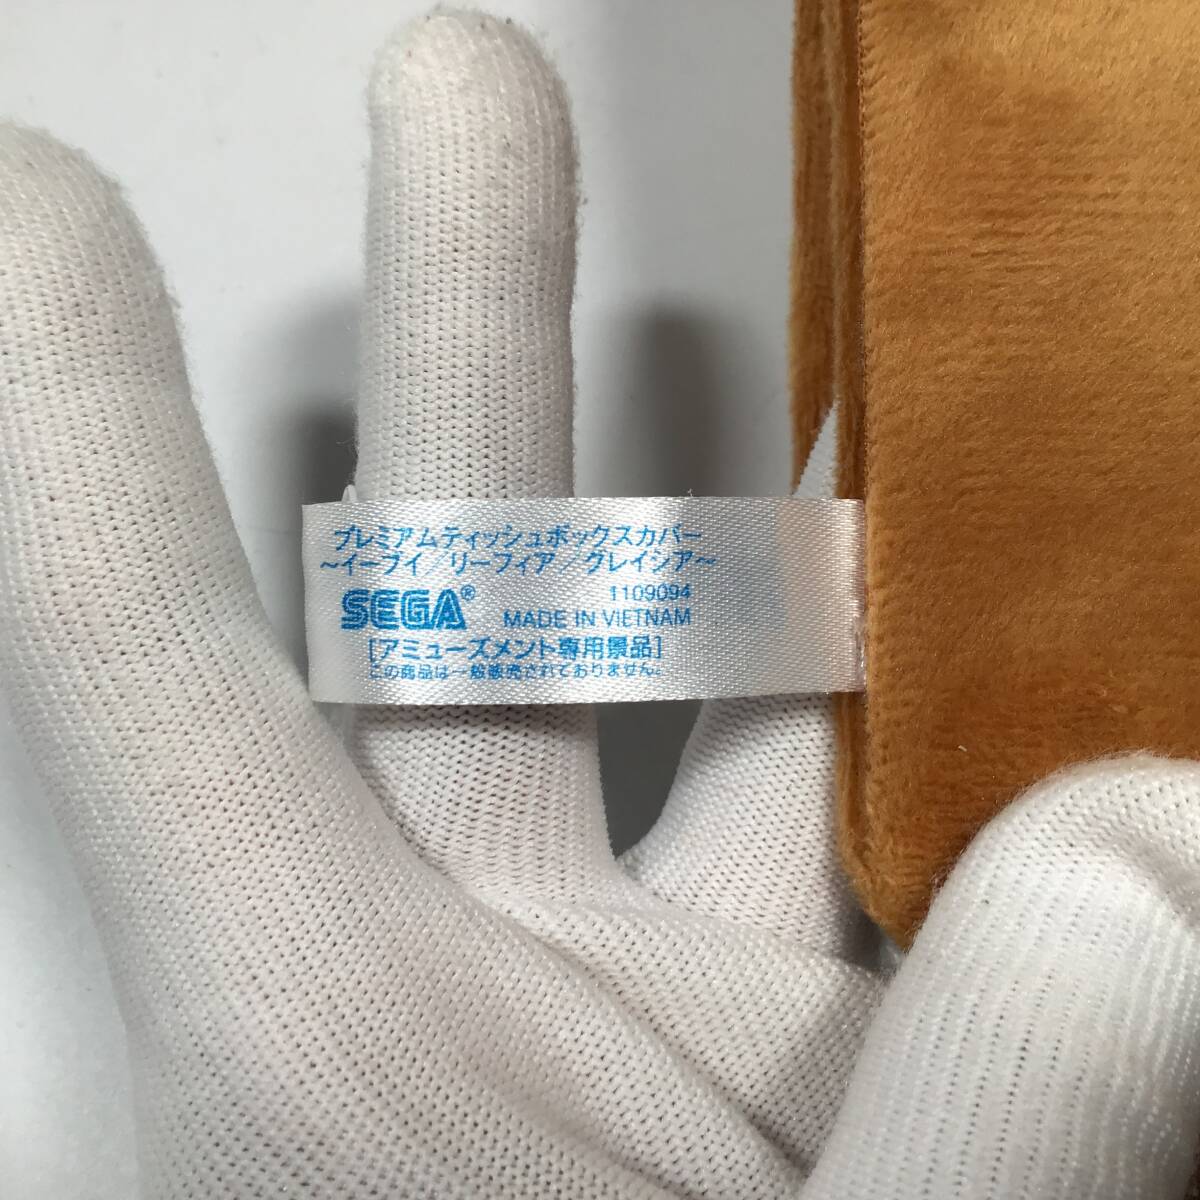 プレミアムティッシュボックスカバー
～イーブイ／リーフィア／グレイシア～
1109094
SEGA® MADE IN VIETNAM
[アミューズメント専用景品]
この商品は一般販売されておりません。